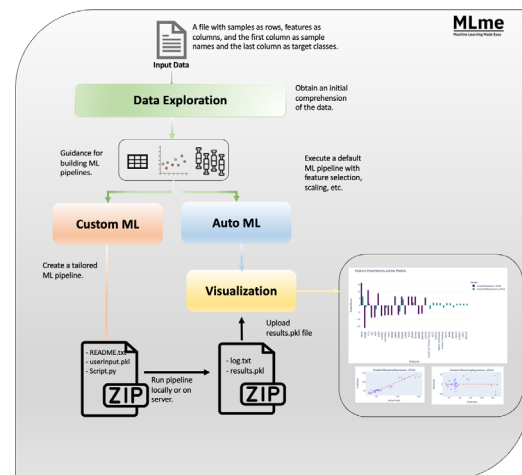 MLme
Machine Learning Made Easy
A file with samples as rows, features as
columns, and the first column as sample
names and the last column as target classes.
Input Data
Data Exploration
Obtain an initial
comprehension
of the data.
Guidance for
building ML
pipelines.
Execute a default
ML pipeline with
feature selection,
scaling, etc.
Custom ML
Auto ML
Create a tailored
ML pipeline.
Visualization
Upload
results.pkl file
- README.txt
- userInput.pkl
- Script.py
ZIP
Run pipeline
locally or on
server.
- log.txt
- results.pkl
ZIP